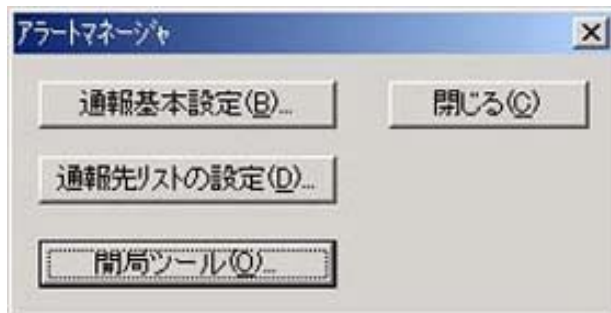 アラートマネージャ
通報基本設定(B)...
閉じる(C)
通報先リストの設定(D)...
開局ツール(O)...